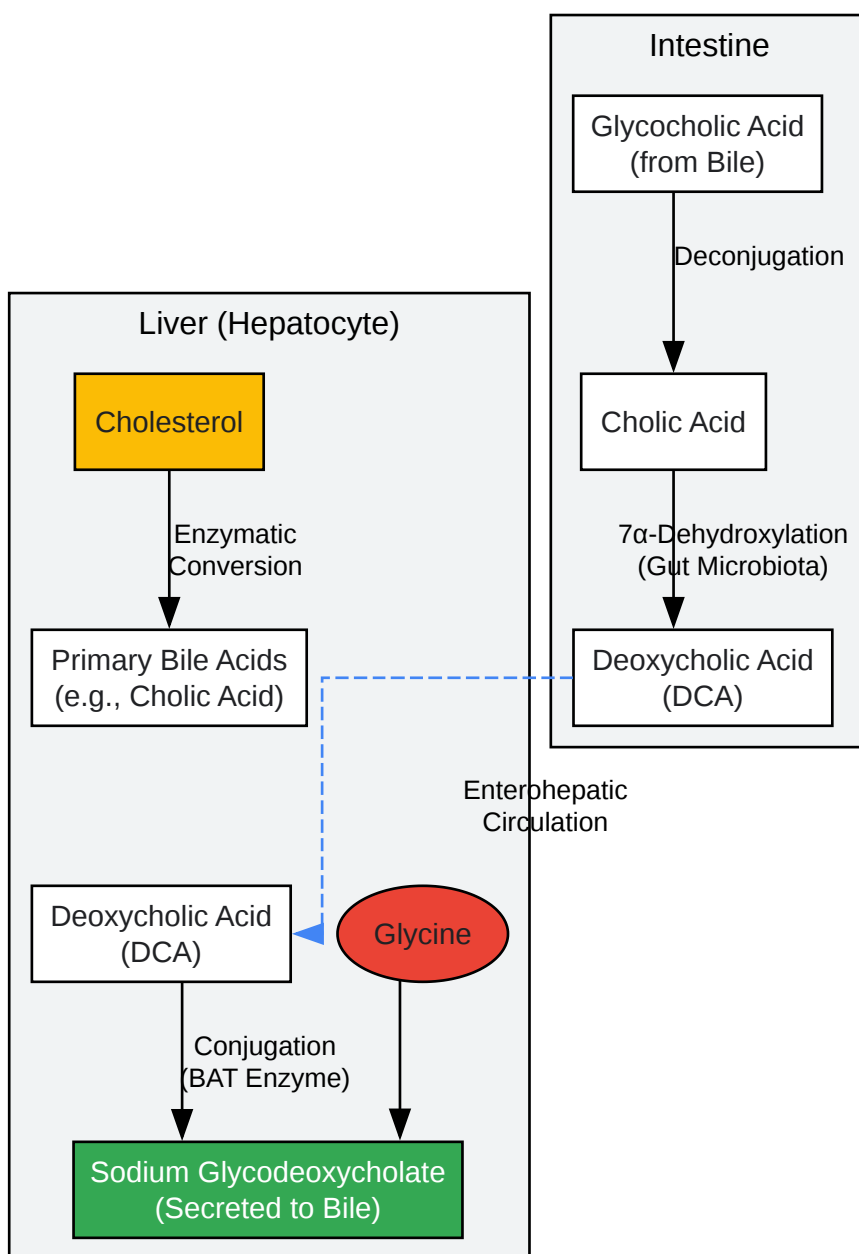 Intestine
Glycocholic Acid
(from Bile)
Deconjugation
Cholic Acid
7α-Dehydroxylation
(Gut Microbiota)
Deoxycholic Acid
(DCA)
Liver (Hepatocyte)
Cholesterol
Enzymatic
Conversion
Primary Bile Acids
(e.g., Cholic Acid)
Enterohepatic
Circulation
Deoxycholic Acid
(DCA)
Glycine
Conjugation
(BAT Enzyme)
Sodium Glycodeoxycholate
(Secreted to Bile)